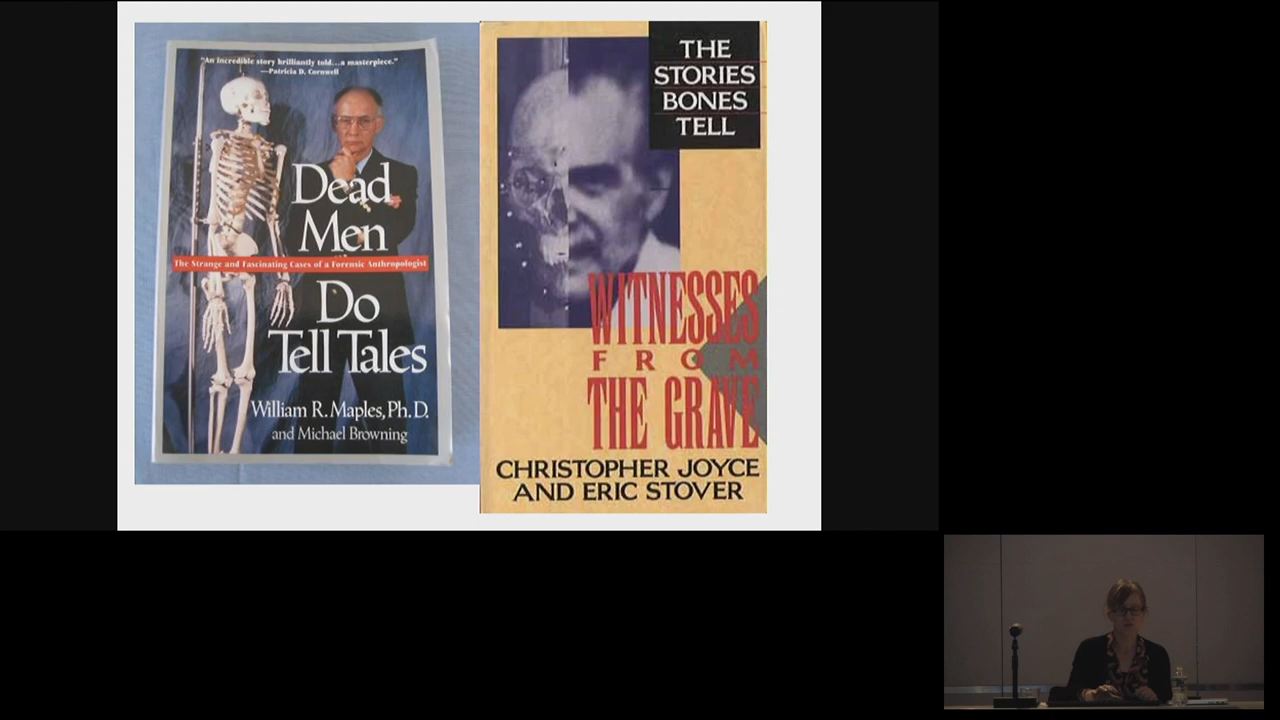 "An incredible story brilliantly told...a masterpiece."
—Patricia D. Cornwell
Dead
Men
The Strange and Fascinating Cases of a Forensic Anthropologist
Do
Tell Tales
William R. Maples, Ph.D.
and Michael Browning
THE
STORIES
BONES
TELL
WITNESSES
FROM
THE GRAVE
CHRISTOPHER JOYCE
AND ERIC STOVER